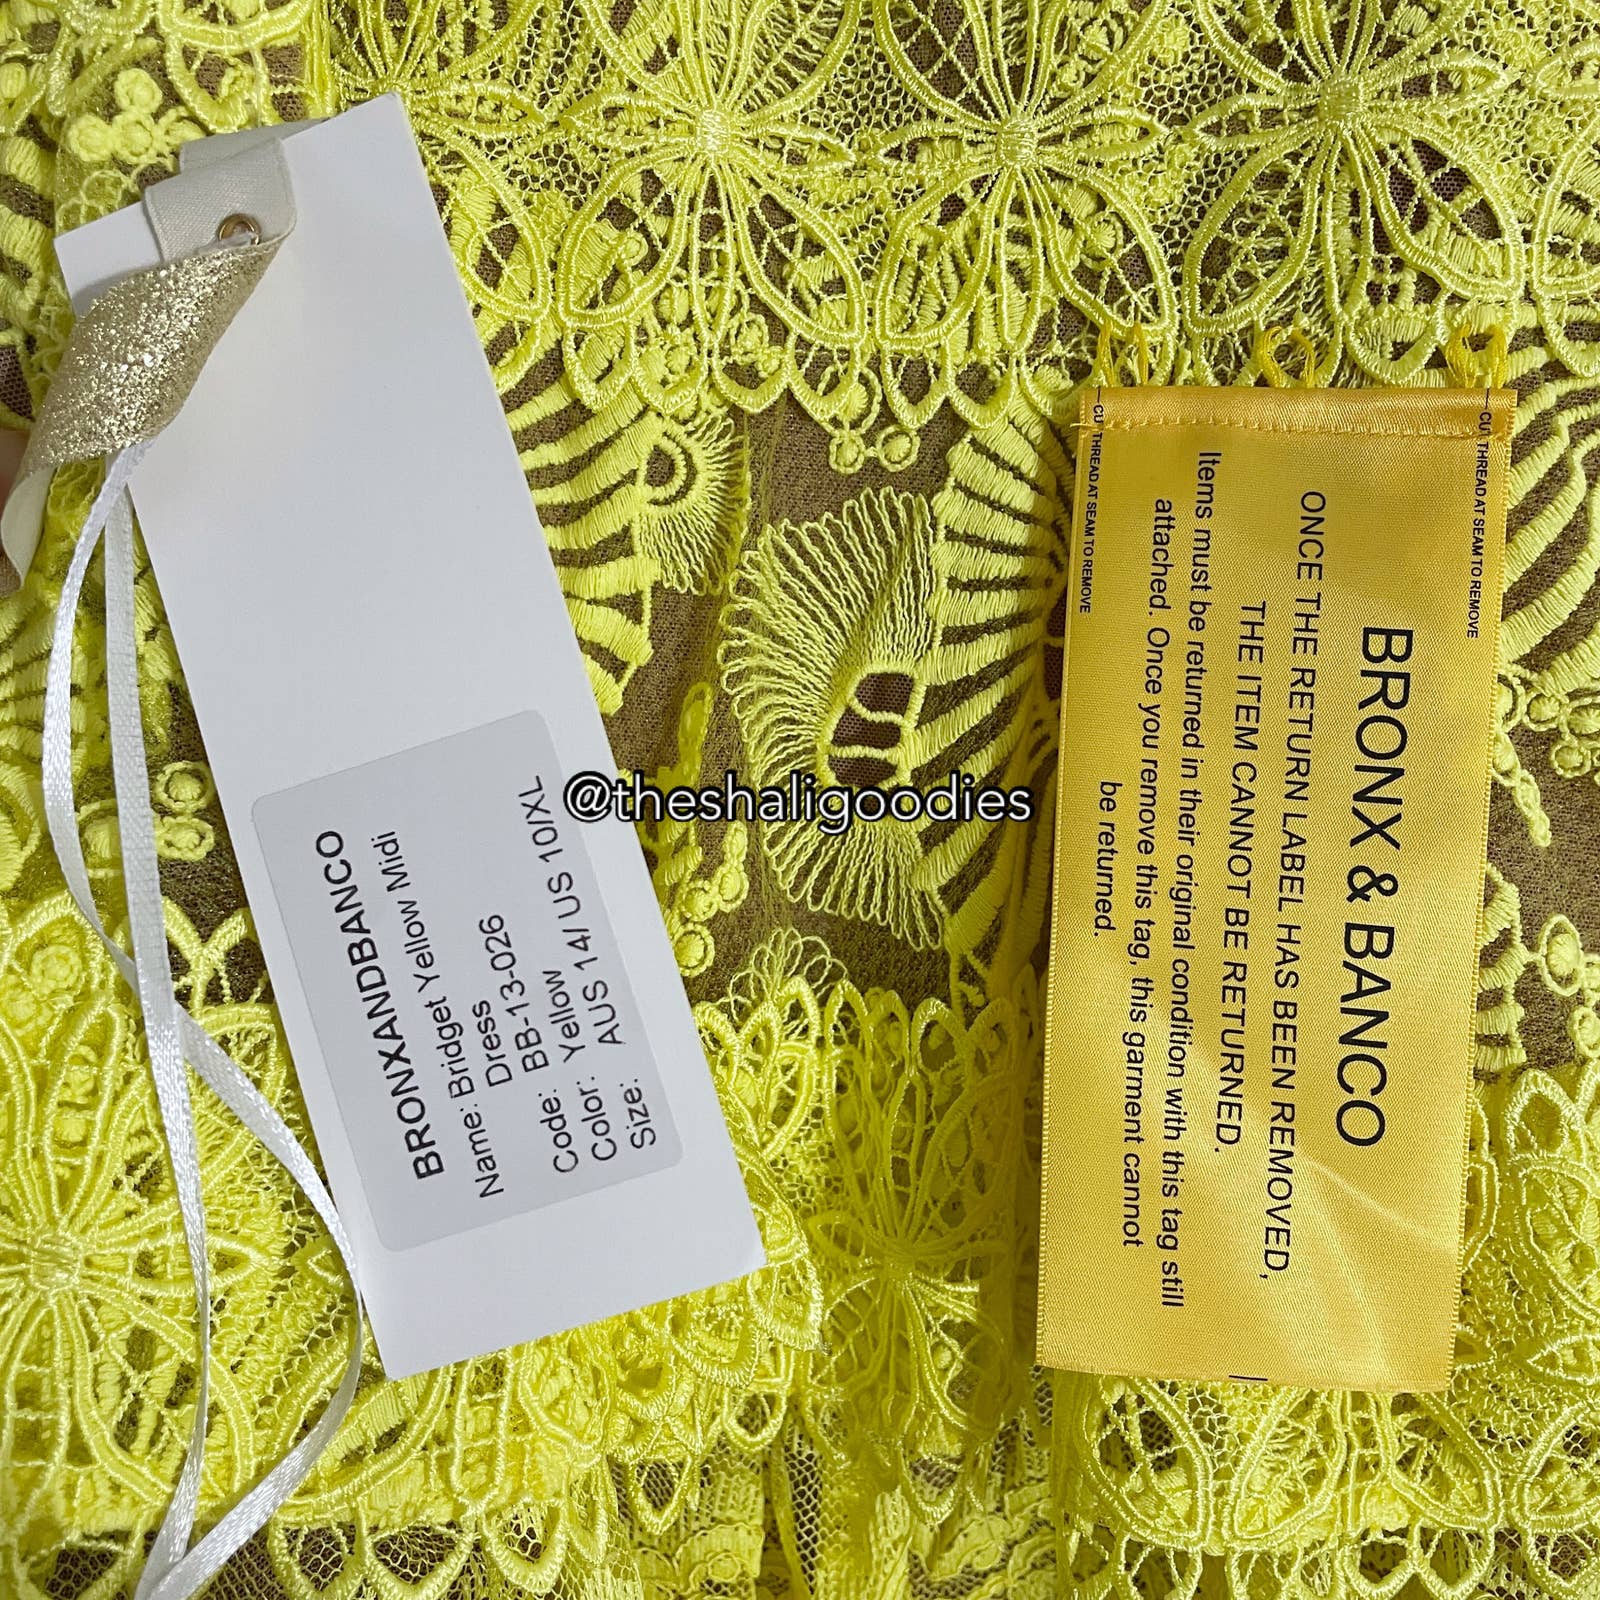 BRONXANDBANCO
Name: Bridget Yellow Midi
Dress
Code: BB-13-026
Color: Yellow
Size: AUS 14/ US 10/XL
@theshaligoodies
CUT THREAD AT SEAM TO REMOVE
BRONX & BANCO
ONCE THE RETURN LABEL HAS BEEN REMOVED,
THE ITEM CANNOT BE RETURNED.
Items must be returned in their original condition with this tag still
attached. Once you remove this tag, this garment cannot
be returned.
CUT THREAD AT SEAM TO REMOVE